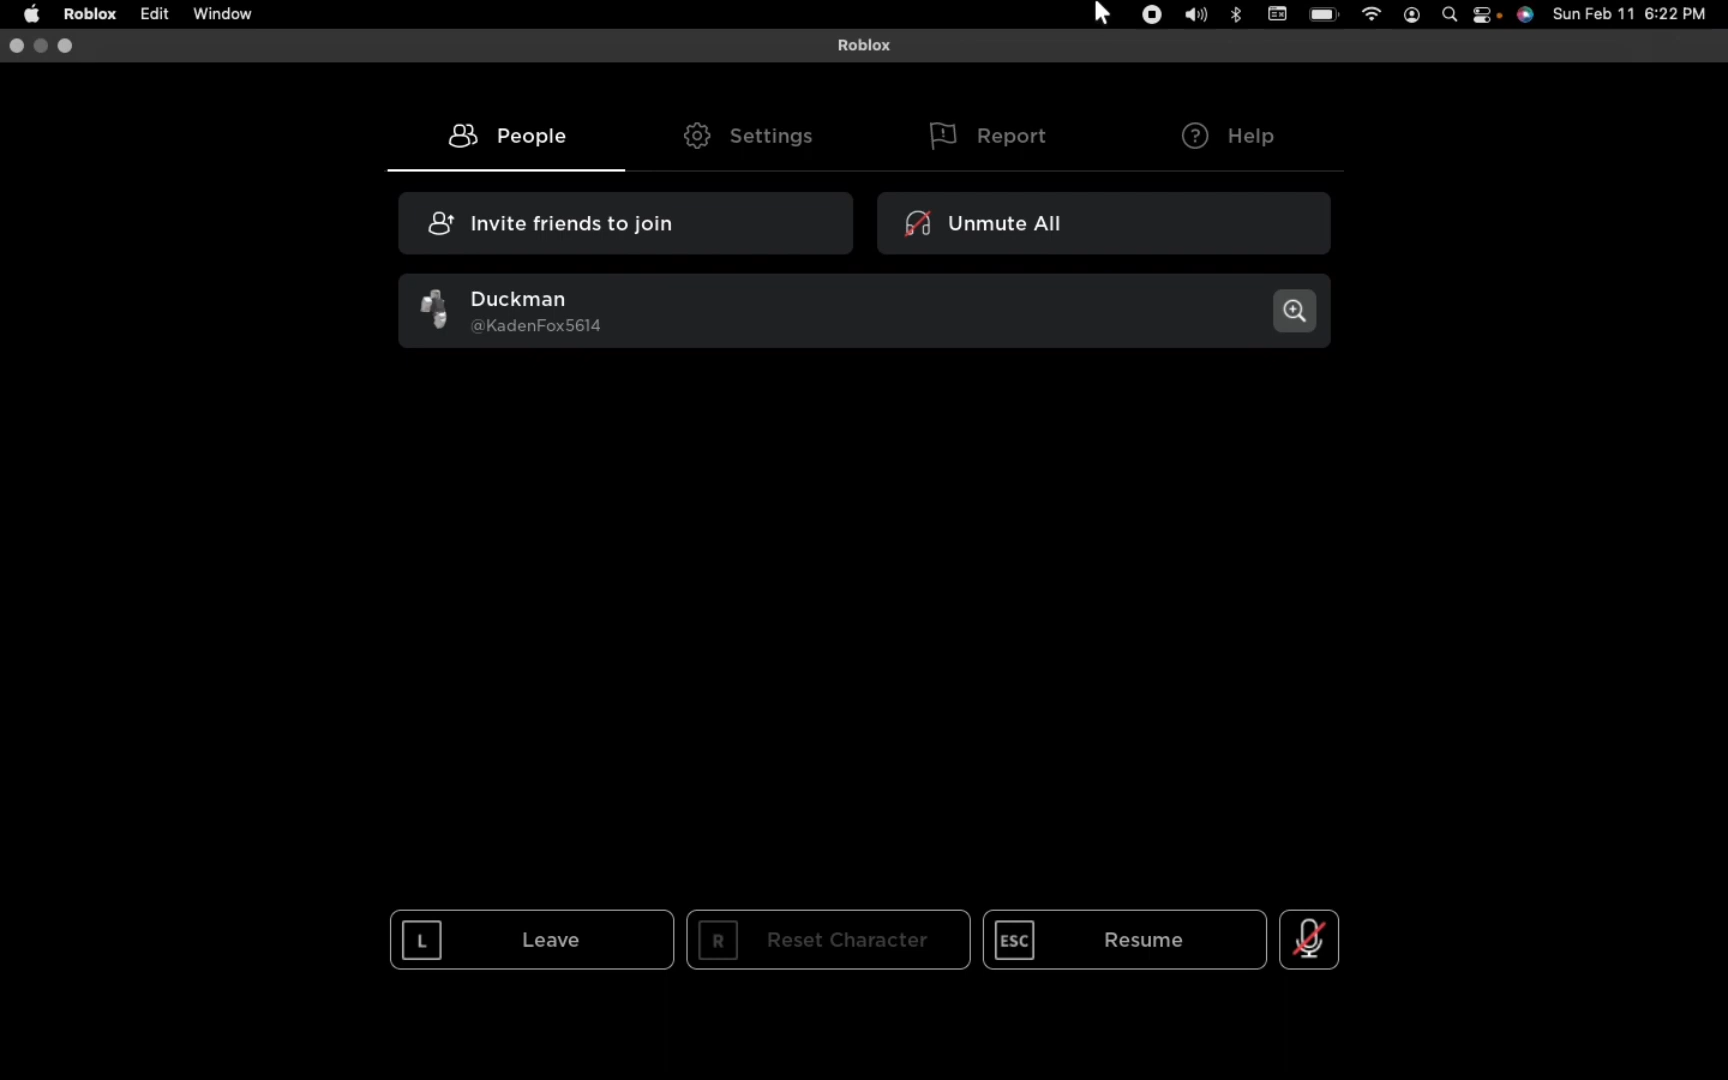 Roblox Edit Window Sun Feb 11 6:22 PM
Roblox
People Settings Report Help
Invite friends to join Unmute All
Duckman
@KadenFox5614
L Leave R Reset Character ESC Resume